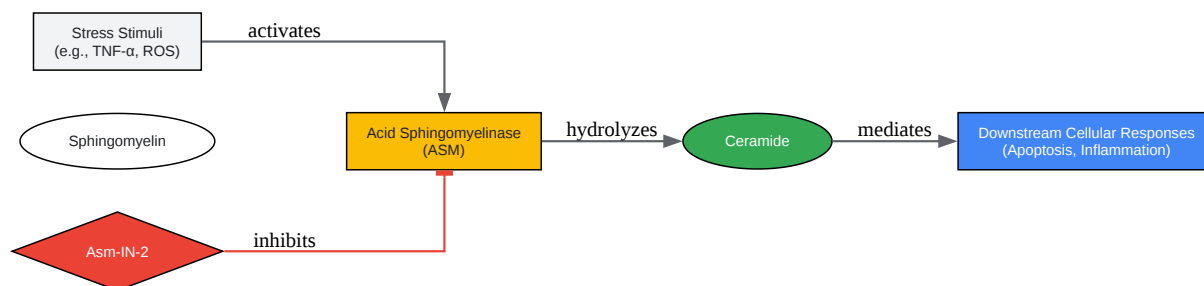 Stress Stimuli
(e.g., TNF-α, ROS)
activates
Sphingomyelin
Acid Sphingomyelinase
(ASM)
hydrolyzes
Ceramide
mediates
Downstream Cellular Responses
(Apoptosis, Inflammation)
Asm-IN-2
inhibits